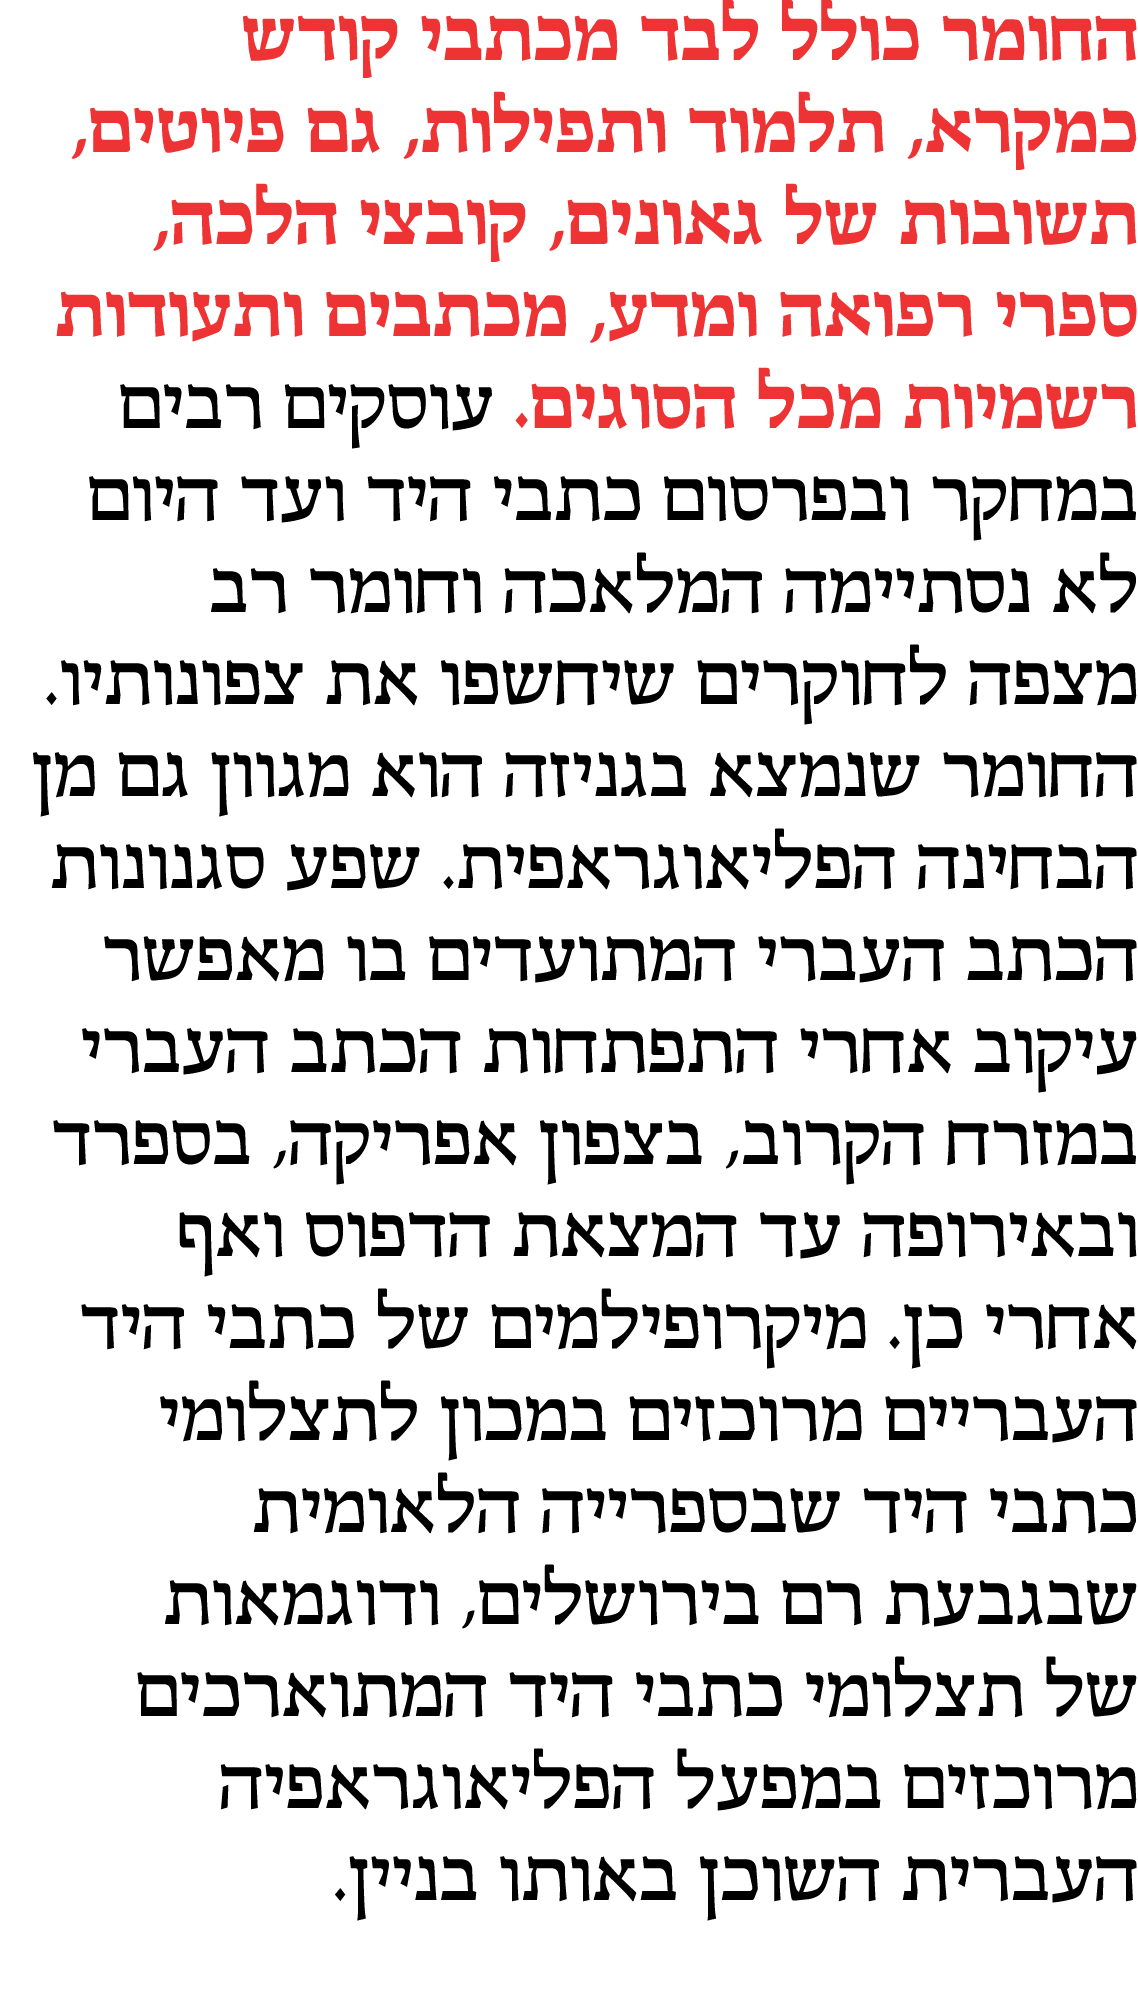 החומר כולל לבד מכתבי קודש
כמקרא, תלמוד ותפילות, גם פיוטים,
תשובות של גאונים, קובצי הלכה,
ספרי רפואה ומדע, מכתבים ותעודות
רשמיות מכל הסוגים. עוסקים רבים
במחקר ובפרסום כתבי היד ועד היום
לא נסתיימה המלאכה וחומר רב
מצפה לחוקרים שיחשפו את צפונותיו.
החומר שנמצא בגניזה הוא מגוון גם מן
הבחינה הפליאוגראפית. שפע סגנונות
הכתב העברי המתועדים בו מאפשר
עיקוב אחרי התפתחות הכתב העברי
במזרח הקרוב, בצפון אפריקה, בספרד
ובאירופה עד המצאת הדפוס ואף
אחרי כן. מיקרופילמים של כתבי היד
העבריים מרוכזים במכון לתצלומי
כתבי היד שבספרייה הלאומית
שבגבעת רם בירושלים, ודוגמאות
של תצלומי כתבי היד המתוארכים
מרוכזים במפעל הפליאוגראפיה
העברית השוכן באותו בניין.